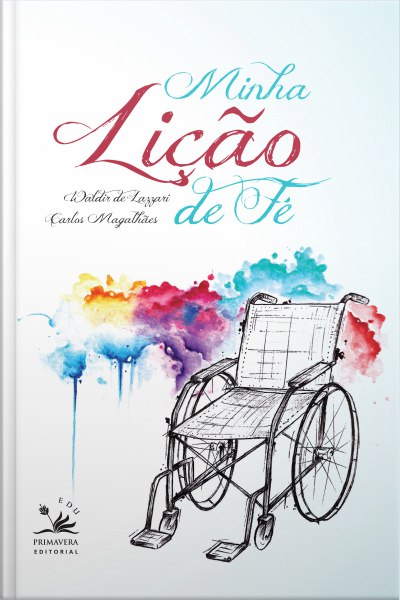 Minha
Lição
de Fé
Waldir de Lazzari
Carlos Magalhães
EDU
PRIMAVERA
EDITORIAL